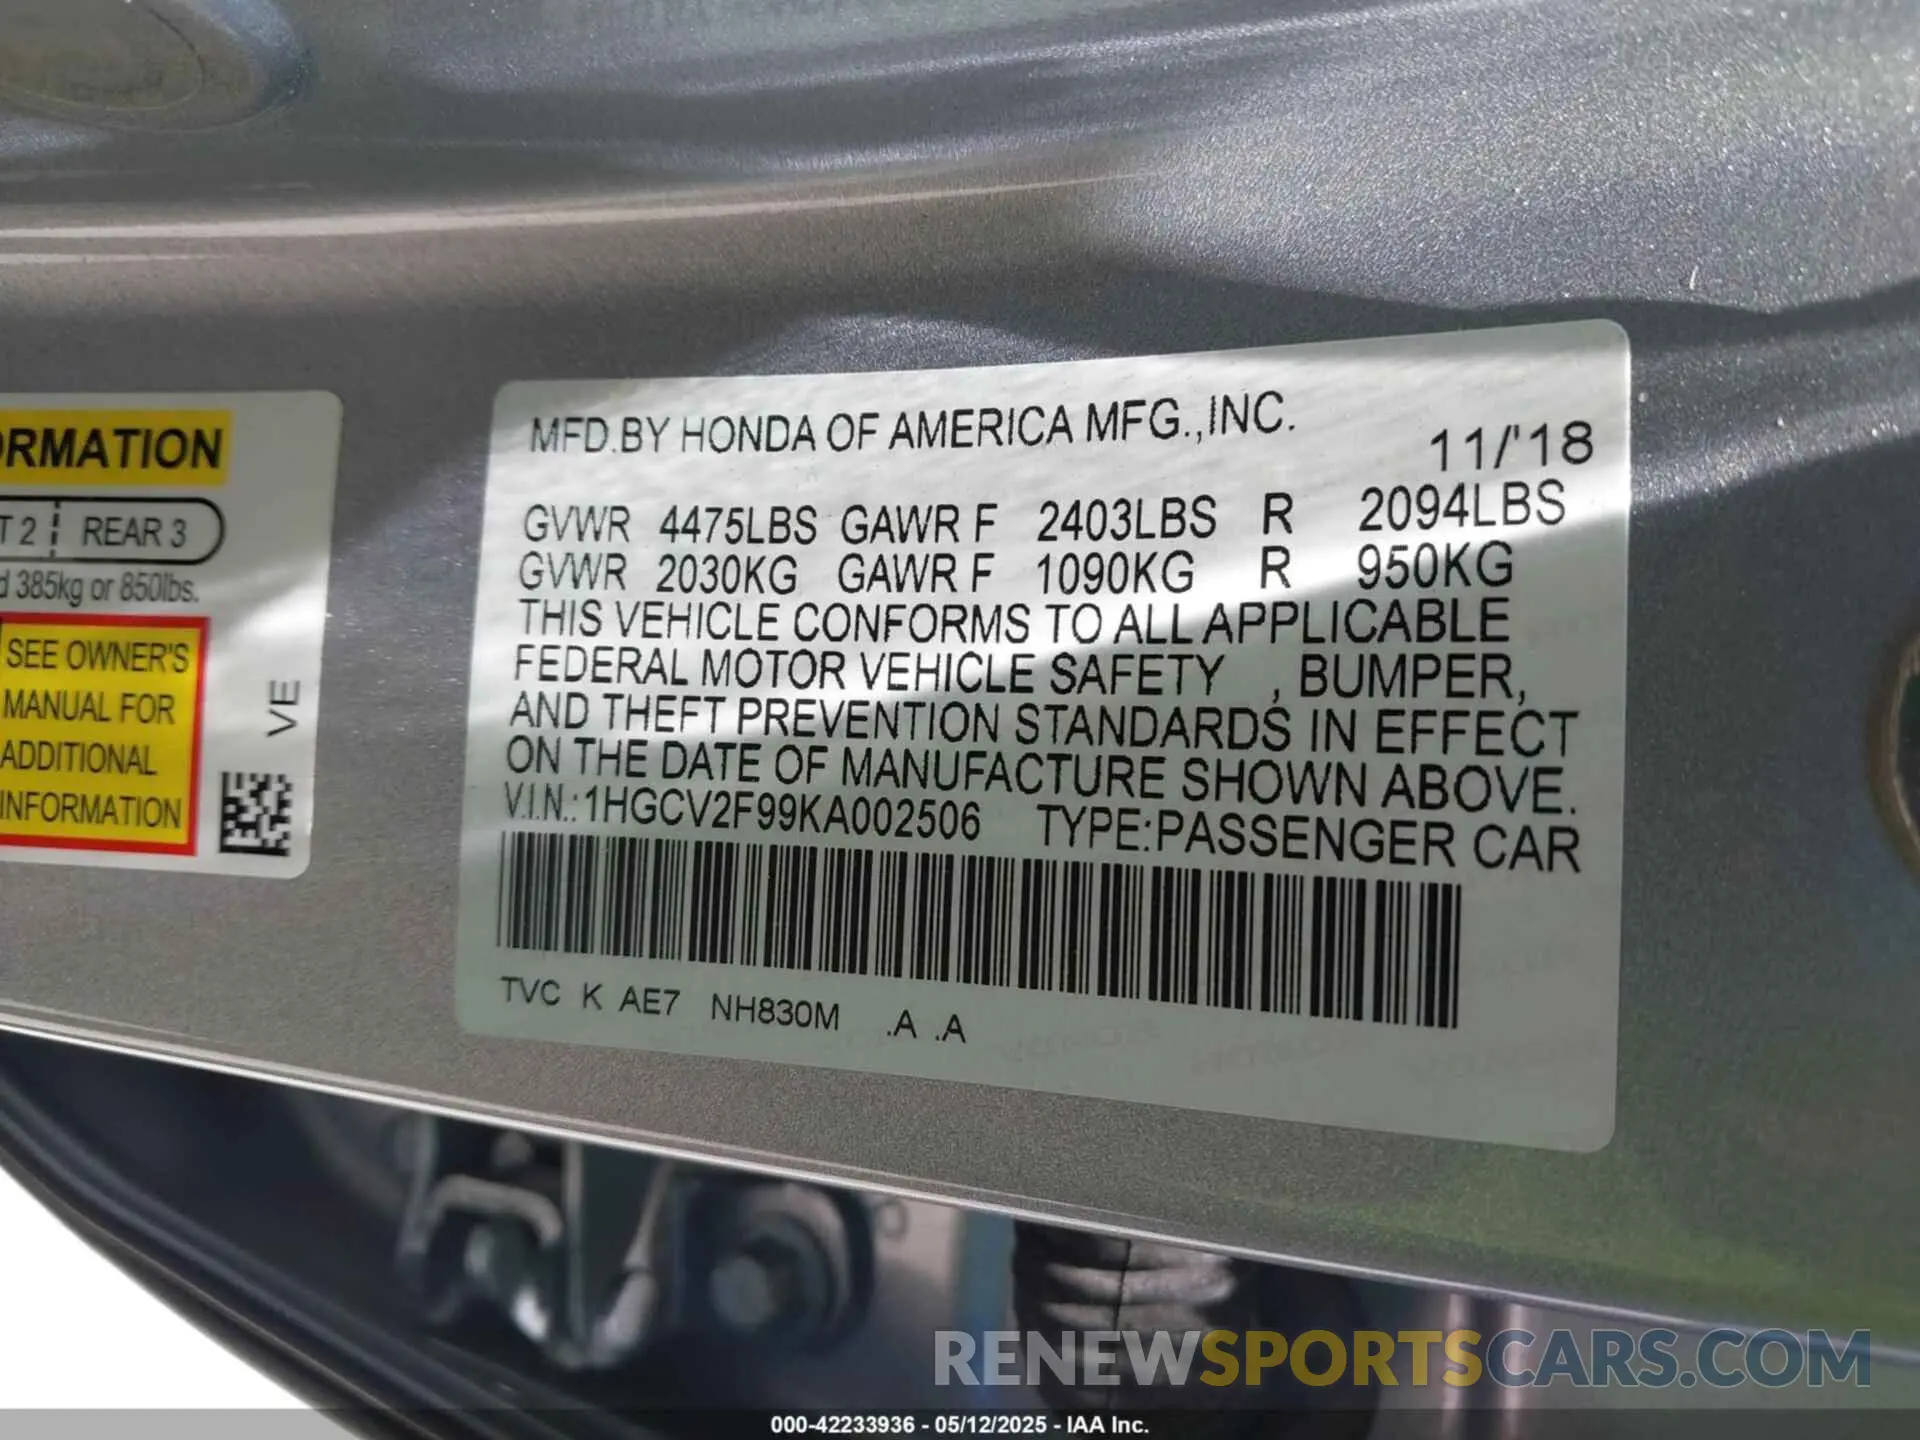 ORMATION
T 2 REAR 3
d 385kg or 850lbs.
SEE OWNER'S
MANUAL FOR
ADDITIONAL
INFORMATION
VE
MFD.BY HONDA OF AMERICA MFG.,INC.
11/'18
GVWR 4475LBS GAWR F 2403LBS R 2094LBS
GVWR 2030KG GAWR F 1090KG R 950KG
THIS VEHICLE CONFORMS TO ALL APPLICABLE
FEDERAL MOTOR VEHICLE SAFETY , BUMPER,
AND THEFT PREVENTION STANDARDS IN EFFECT
ON THE DATE OF MANUFACTURE SHOWN ABOVE.
V.I.N.: 1HGCV2F99KA002506 TYPE:PASSENGER CAR
TVC K AE7 NH830M .A .A
RENEWSPORTSCARS.COM
000-42233936 - 05/12/2025 - IAA Inc.